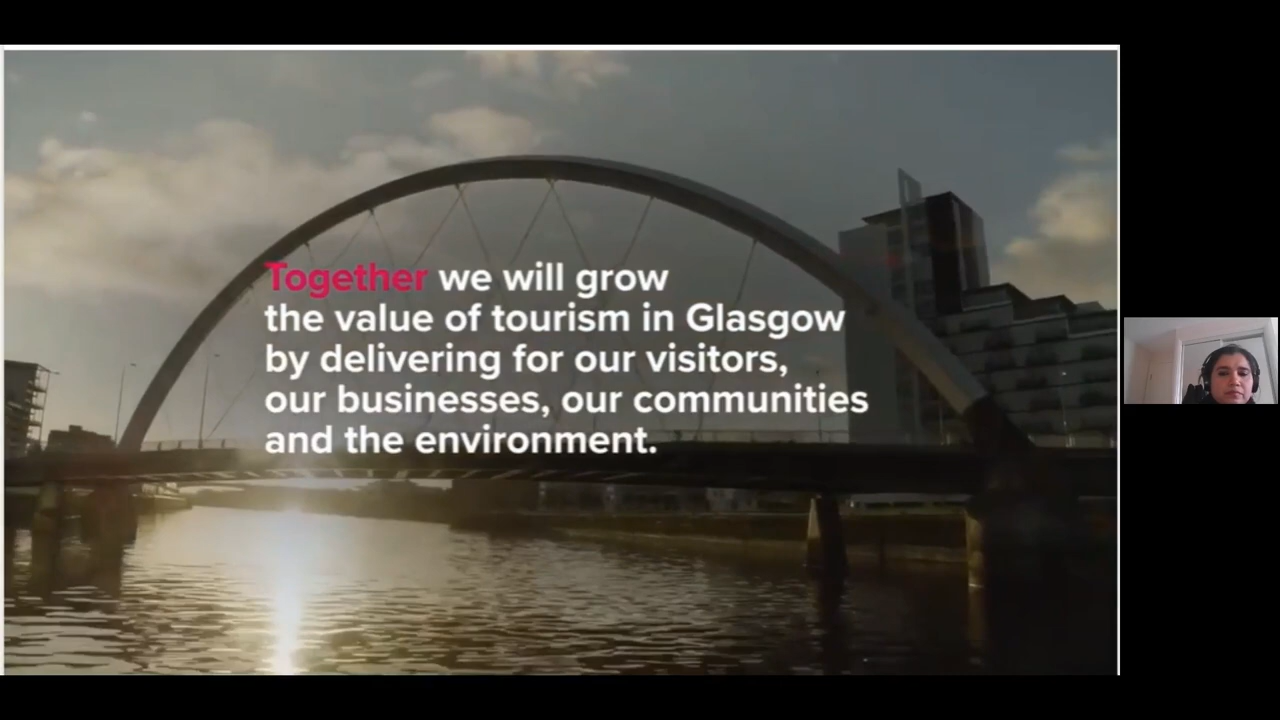 Together we will grow
the value of tourism in Glasgow
by delivering for our visitors,
our businesses, our communities
and the environment.